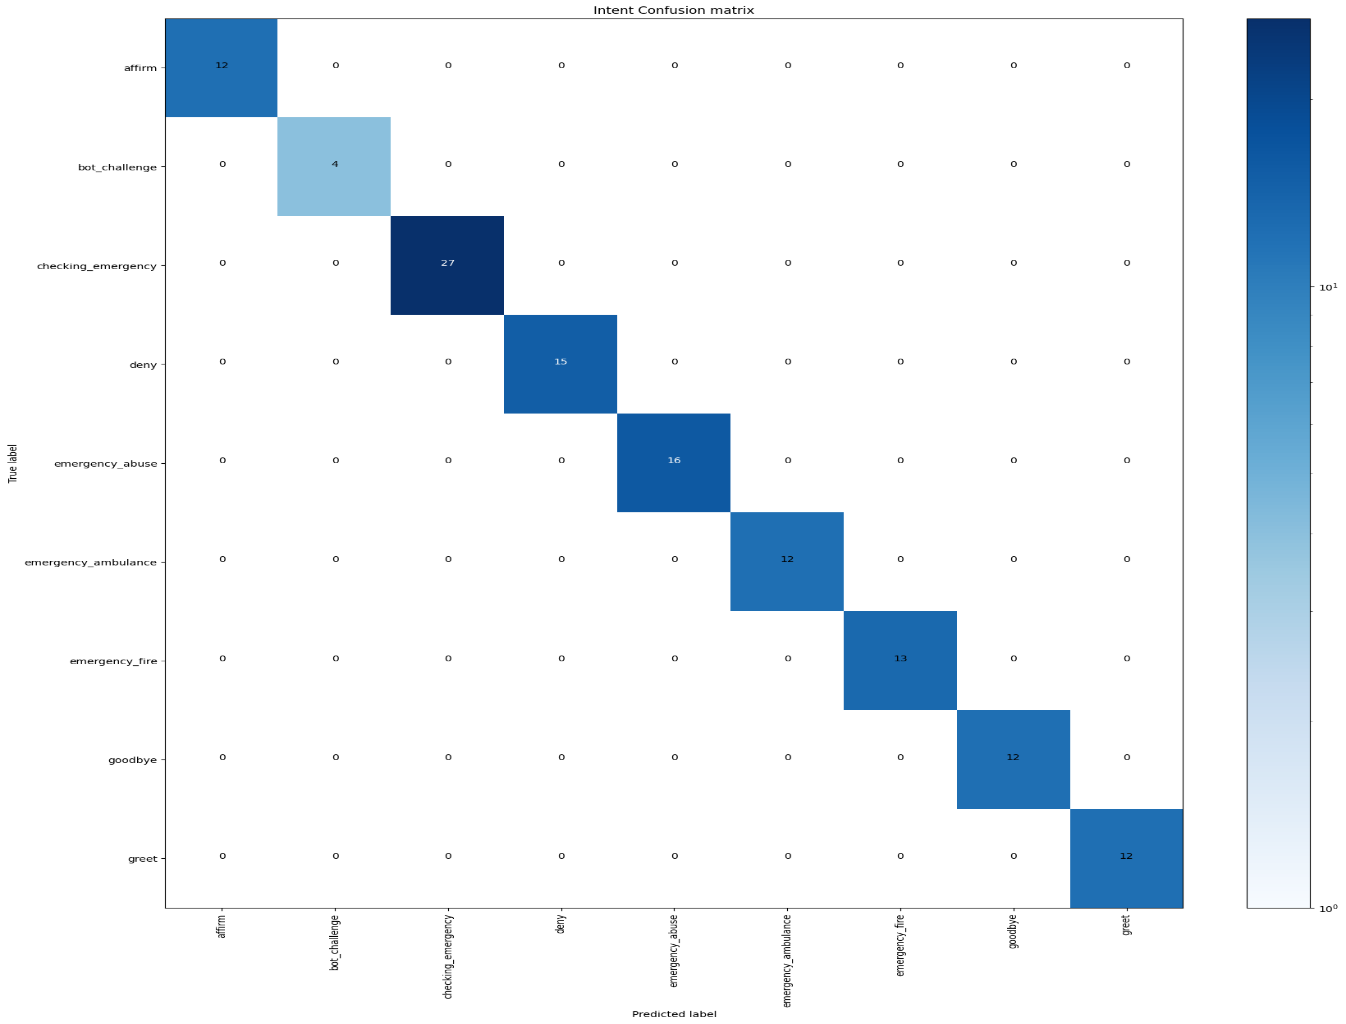 Intent Confusion matrix
affirm 12 0 0 0 0 0 0 0 0
bot_challenge 0 4 0 0 0 0 0 0 0
checking_emergency 0 0 27 0 0 0 0 0 0
deny 0 0 0 15 0 0 0 0 0
emergency_abuse 0 0 0 0 16 0 0 0 0
emergency_ambulance 0 0 0 0 0 12 0 0 0
emergency_fire 0 0 0 0 0 0 13 0 0
goodbye 0 0 0 0 0 0 0 12 0
greet 0 0 0 0 0 0 0 0 12
True label
affirm bot_challenge checking_emergency deny emergency_abuse emergency_ambulance emergency_fire goodbye greet
Predicted label
10¹
10⁰